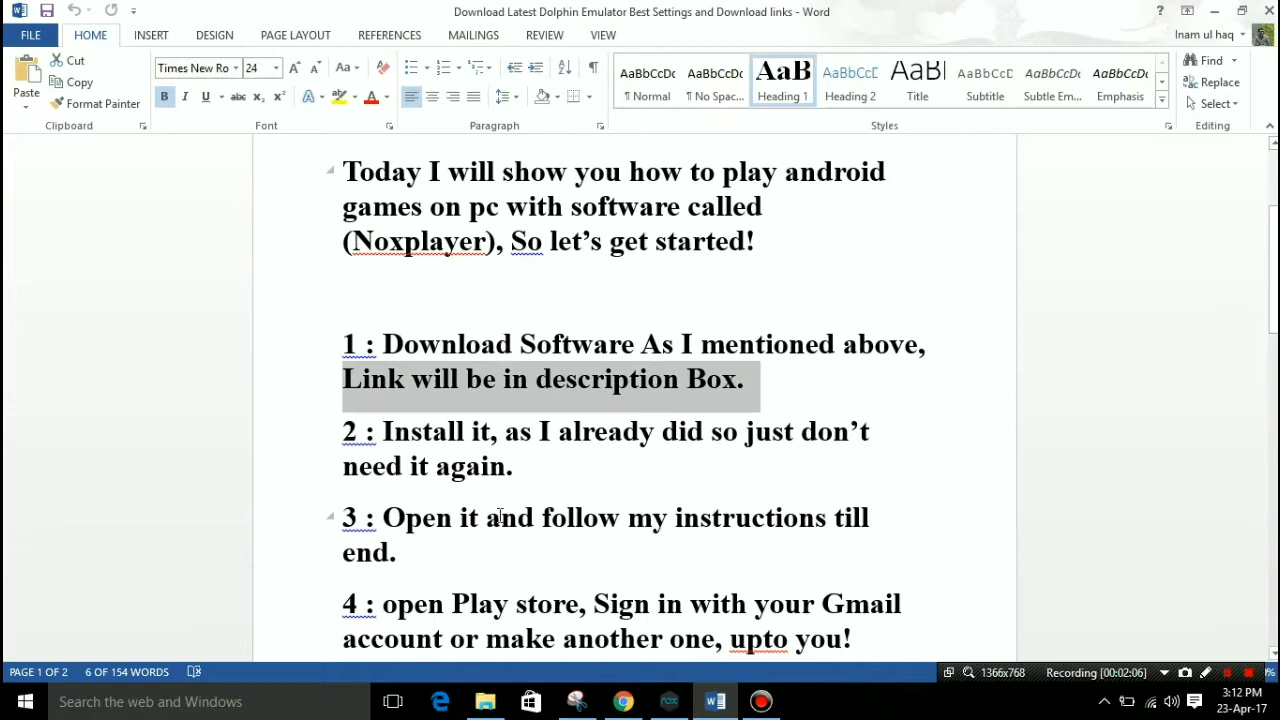 Download Latest Dolphin Emulator Best Settings and Download links - Word
FILE HOME INSERT DESIGN PAGE LAYOUT REFERENCES MAILINGS REVIEW VIEW Inam ul haq
Paste Cut Copy Format Painter
Times New Ro 24
AaBbCcDc AaBbCcDc AaB AaBbCcDc AaB AaBbCcD AaBbCcDc AaBbCcDc
¶ Normal ¶ No Spac... Heading 1 Heading 2 Title Subtitle Subtle Em... Emphasis
Find Replace Select
Clipboard Font Paragraph Styles Editing
Today I will show you how to play android
games on pc with software called
(Noxplayer), So let’s get started!
1 : Download Software As I mentioned above,
Link will be in description Box.
2 : Install it, as I already did so just don’t
need it again.
3 : Open it and follow my instructions till
end.
4 : open Play store, Sign in with your Gmail
account or make another one, upto you!
PAGE 1 OF 2 6 OF 154 WORDS 1366x768 Recording [00:02:06]
Search the web and Windows 3:12 PM
23-Apr-17